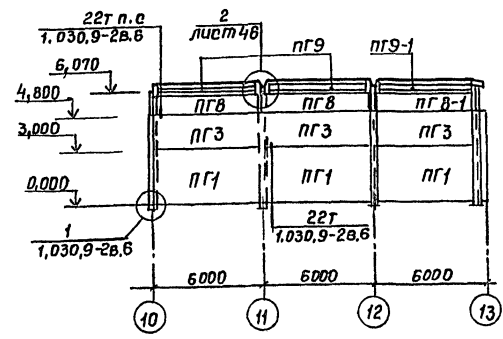 22т п.с
1.030,9-2в.6
2
лист 46
ПГ9
ПГ9-1
6,070
4,800
ПГ8
ПГ8
ПГ8-1
3,000
ПГ3
ПГ3
ПГ3
0,000
ПГ1
ПГ1
ПГ1
1
1,030,9-2в.6
22т
1.030,9-2в.6
6000
6000
6000
10
11
12
13